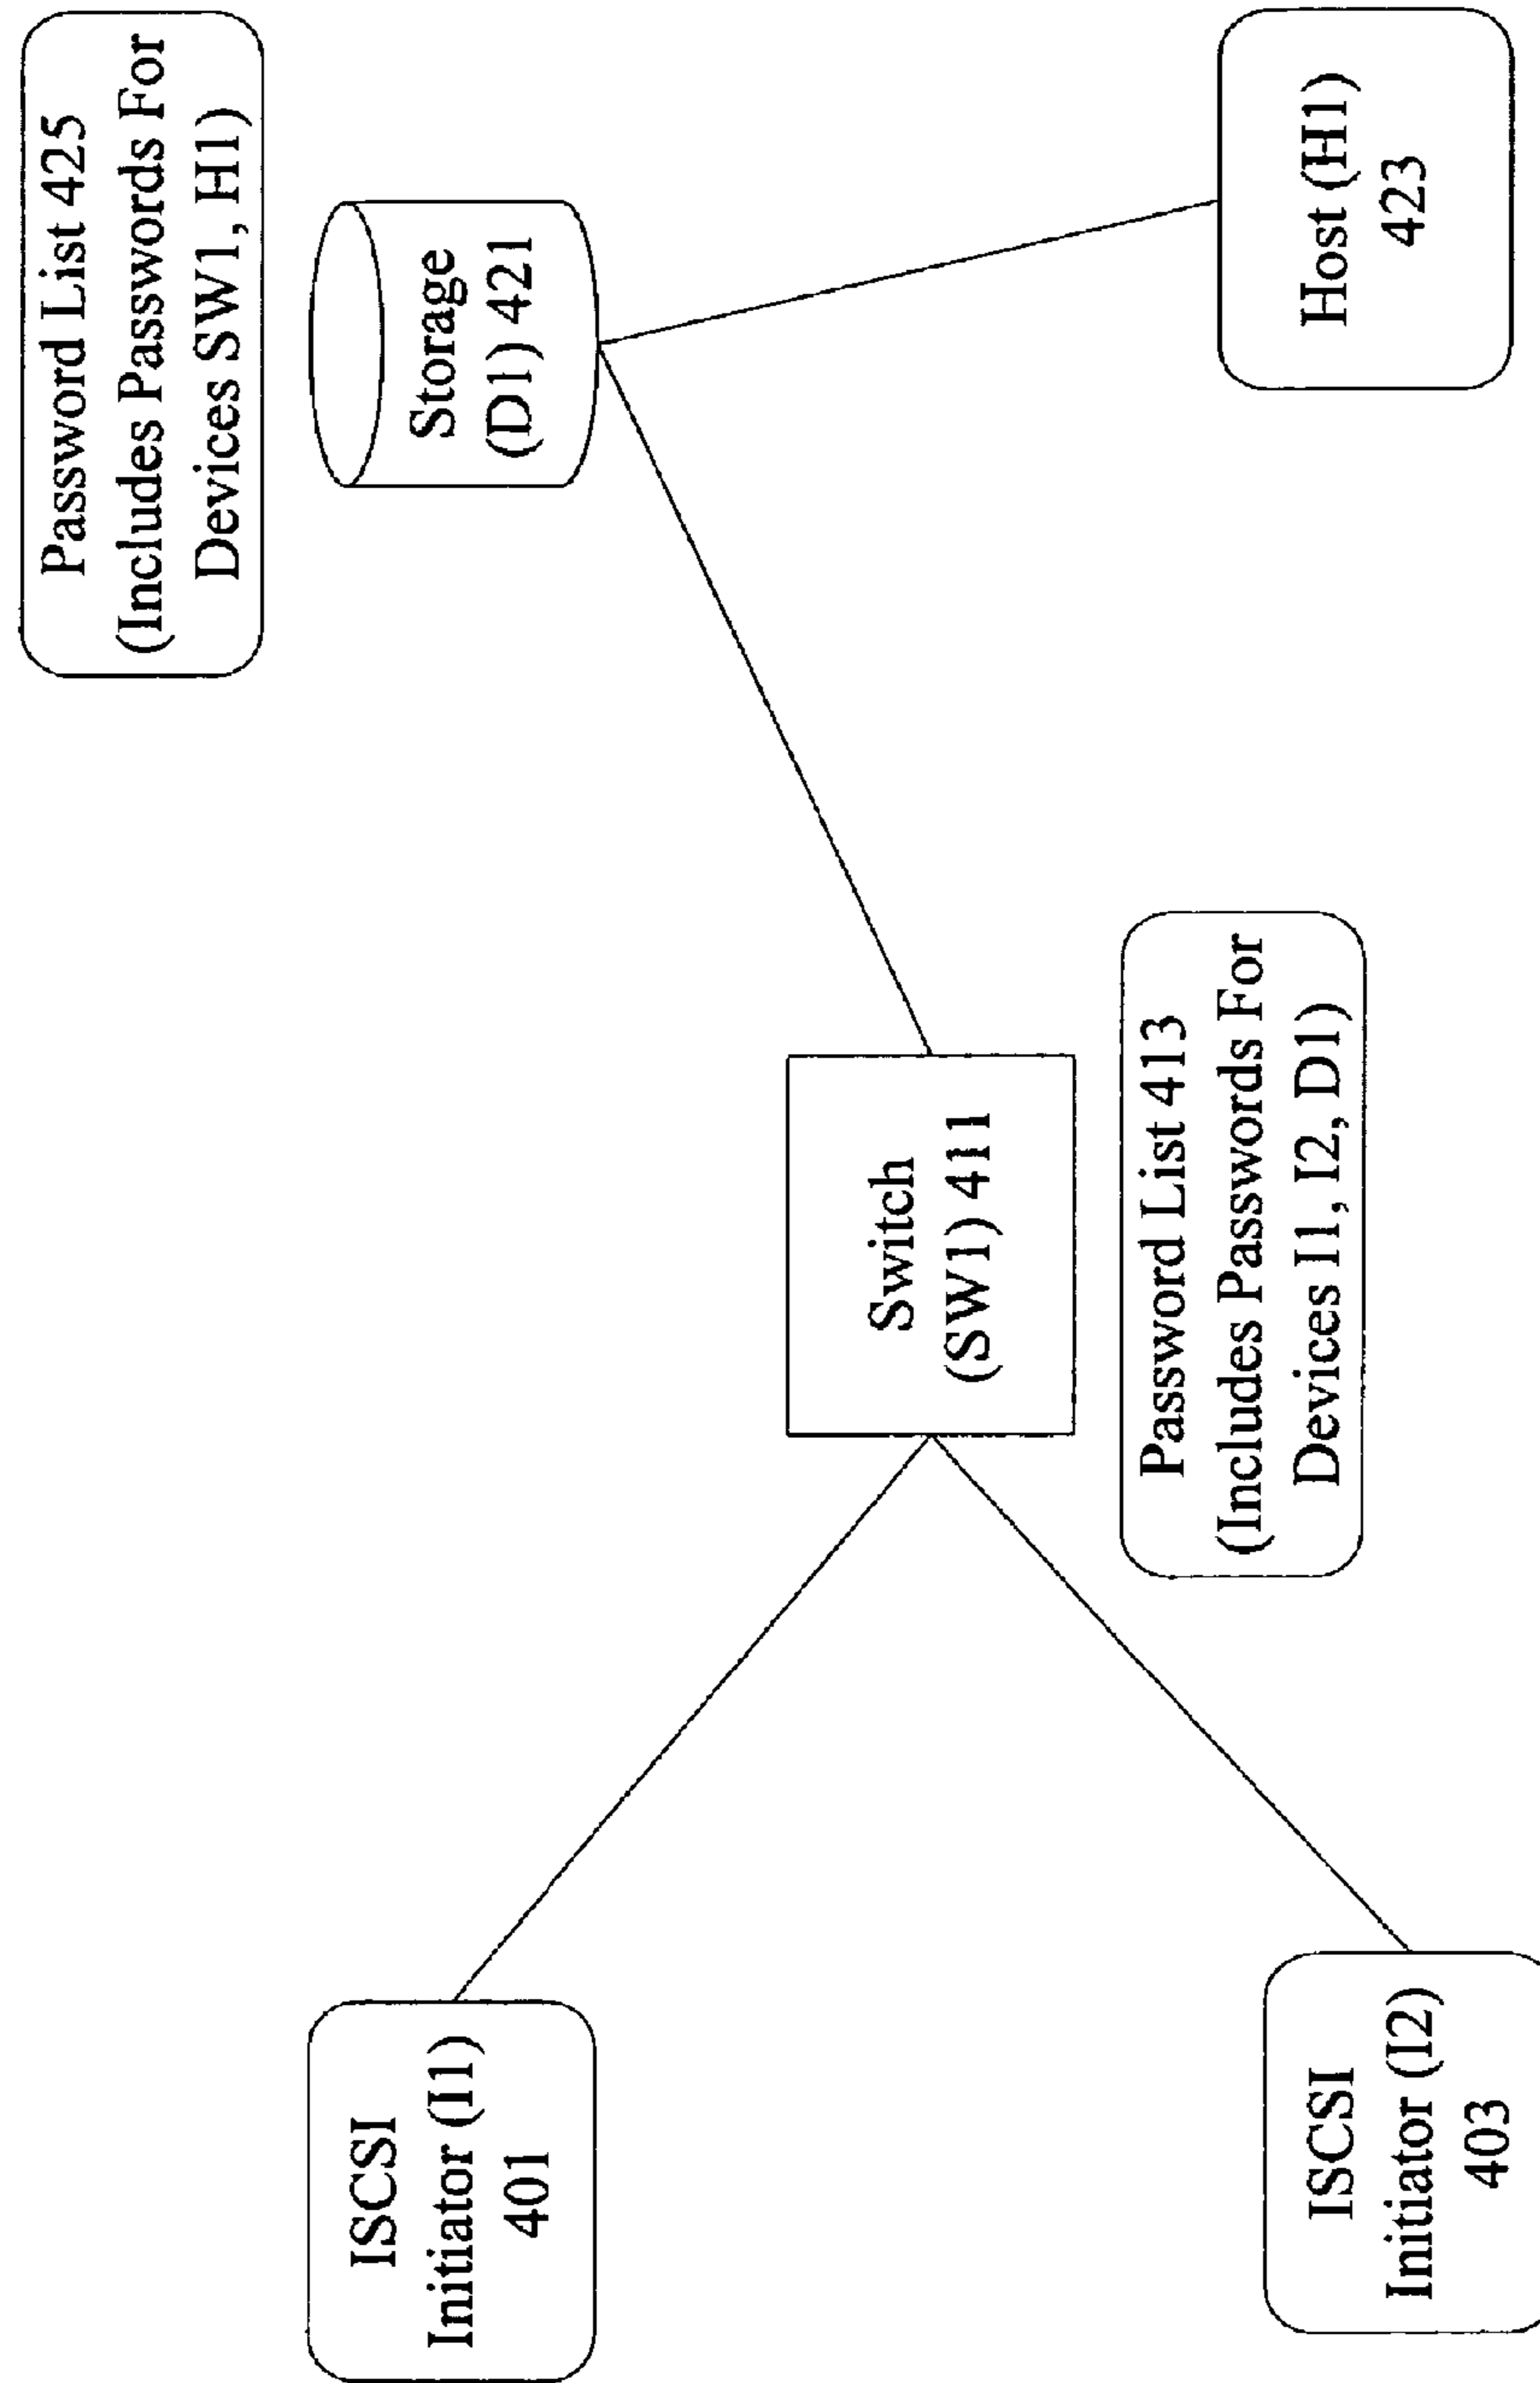 ISCSI
Initiator (I1)
401
ISCSI
Initiator (I2)
403
Switch
(SW1) 411
Password List 413
(Includes Passwords For
Devices I1, I2, D1)
Password List 425
(Includes Passwords For
Devices SW1, H1)
Storage
(D1) 421
Host (H1)
423